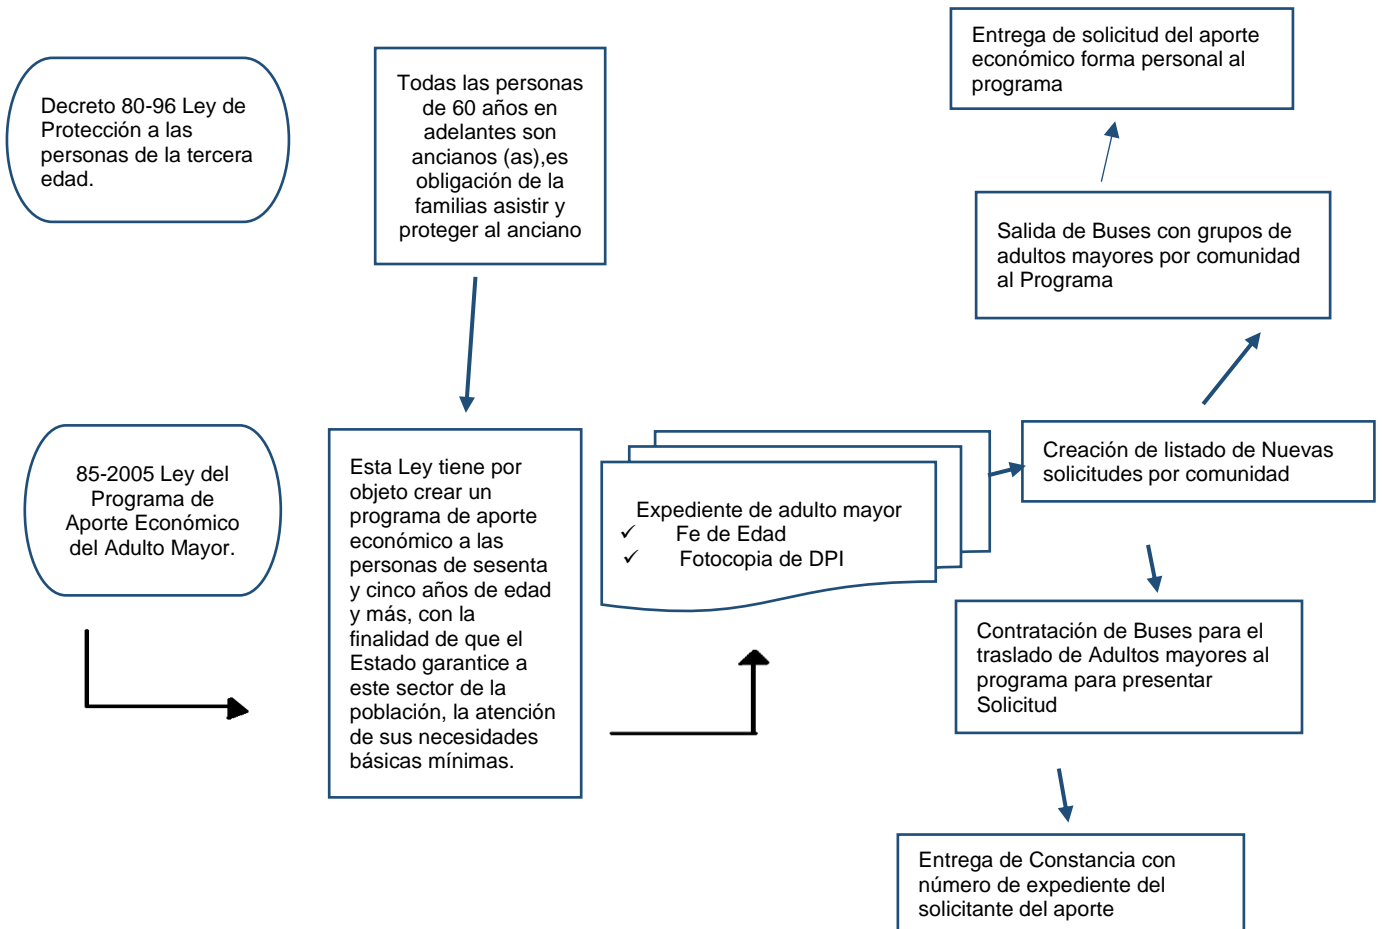 Decreto 80-96 Ley de
Protección a las
personas de la tercera
edad.
Todas las personas
de 60 años en
adelantes son
ancianos (as),es
obligación de la
familias asistir y
proteger al anciano
Entrega de solicitud del aporte
económico forma personal al
programa
Salida de Buses con grupos de
adultos mayores por comunidad
al Programa
85-2005 Ley del
Programa de
Aporte Económico
del Adulto Mayor.
Esta Ley tiene por
objeto crear un
programa de aporte
económico a las
personas de sesenta
y cinco años de edad
y más, con la
finalidad de que el
Estado garantice a
este sector de la
población, la atención
de sus necesidades
básicas mínimas.
Expediente de adulto mayor
✓ Fe de Edad
✓ Fotocopia de DPI
Creación de listado de Nuevas
solicitudes por comunidad
Contratación de Buses para el
traslado de Adultos mayores al
programa para presentar
Solicitud
Entrega de Constancia con
número de expediente del
solicitante del aporte